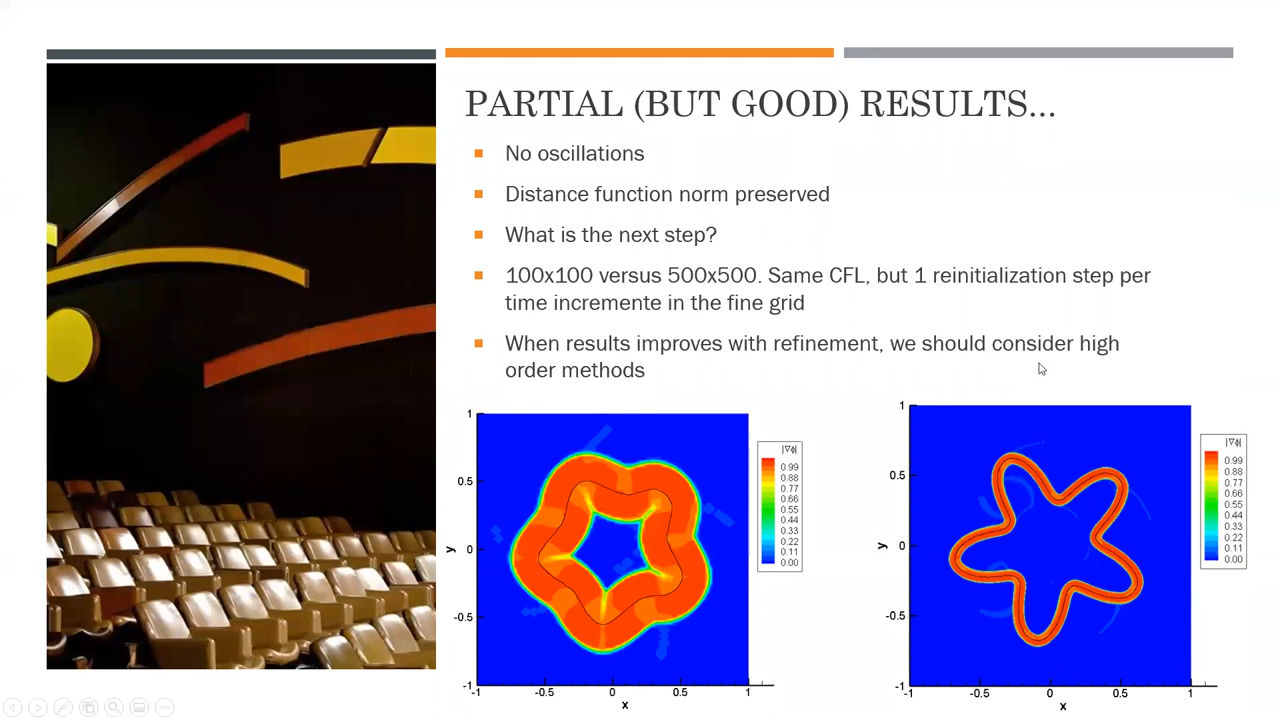 PARTIAL (BUT GOOD) RESULTS...
No oscillations
Distance function norm preserved
What is the next step?
100x100 versus 500x500. Same CFL, but 1 reinitialization step per
time incremente in the fine grid
When results improves with refinement, we should consider high
order methods
1
0.5
0
-0.5
-1
y
-1
-0.5
0
0.5
1
x
|∇ϕ|
0.99
0.88
0.77
0.66
0.55
0.44
0.33
0.22
0.11
0.00
1
0.5
0
-0.5
-1
y
-1
-0.5
0
0.5
1
x
|∇ϕ|
0.99
0.88
0.77
0.66
0.55
0.44
0.33
0.22
0.11
0.00